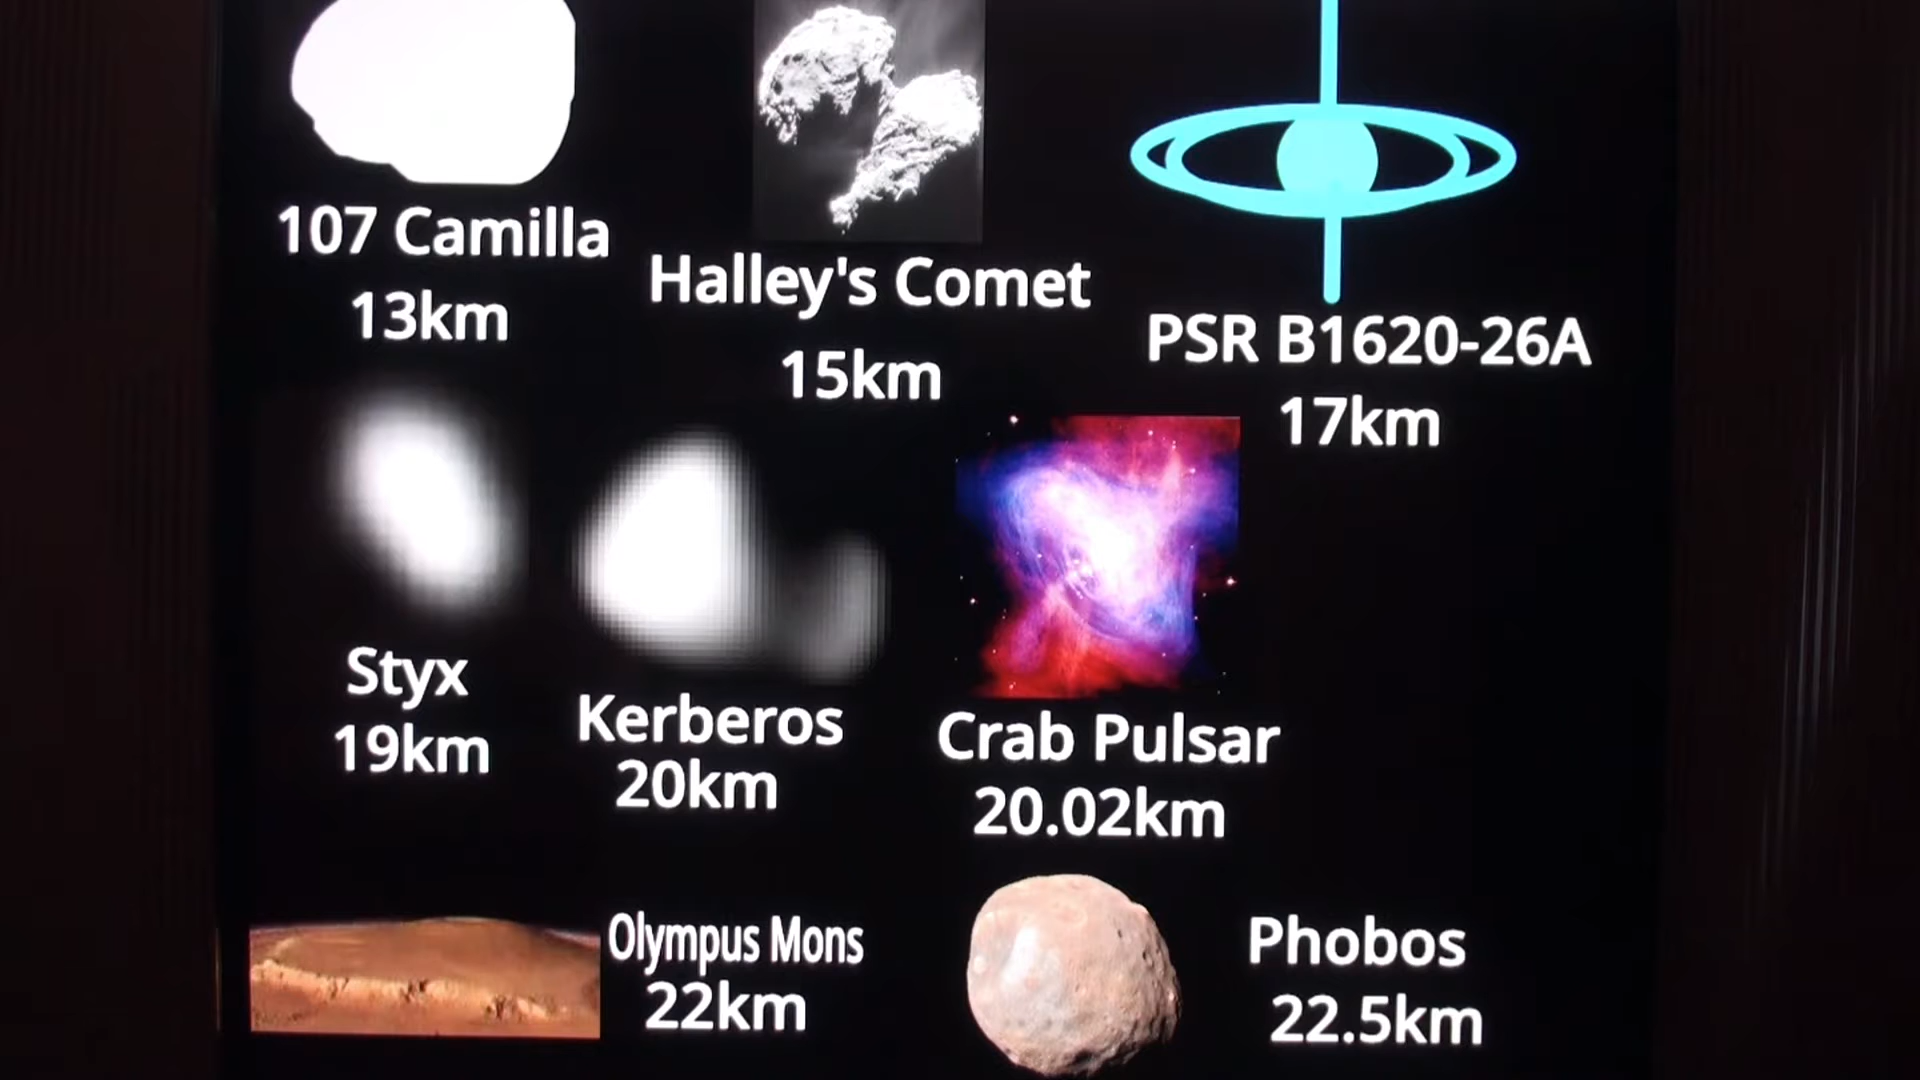 107 Camilla
13km
Halley's Comet
15km
PSR B1620-26A
17km
Styx
19km
Kerberos
20km
Crab Pulsar
20.02km
Olympus Mons
22km
Phobos
22.5km